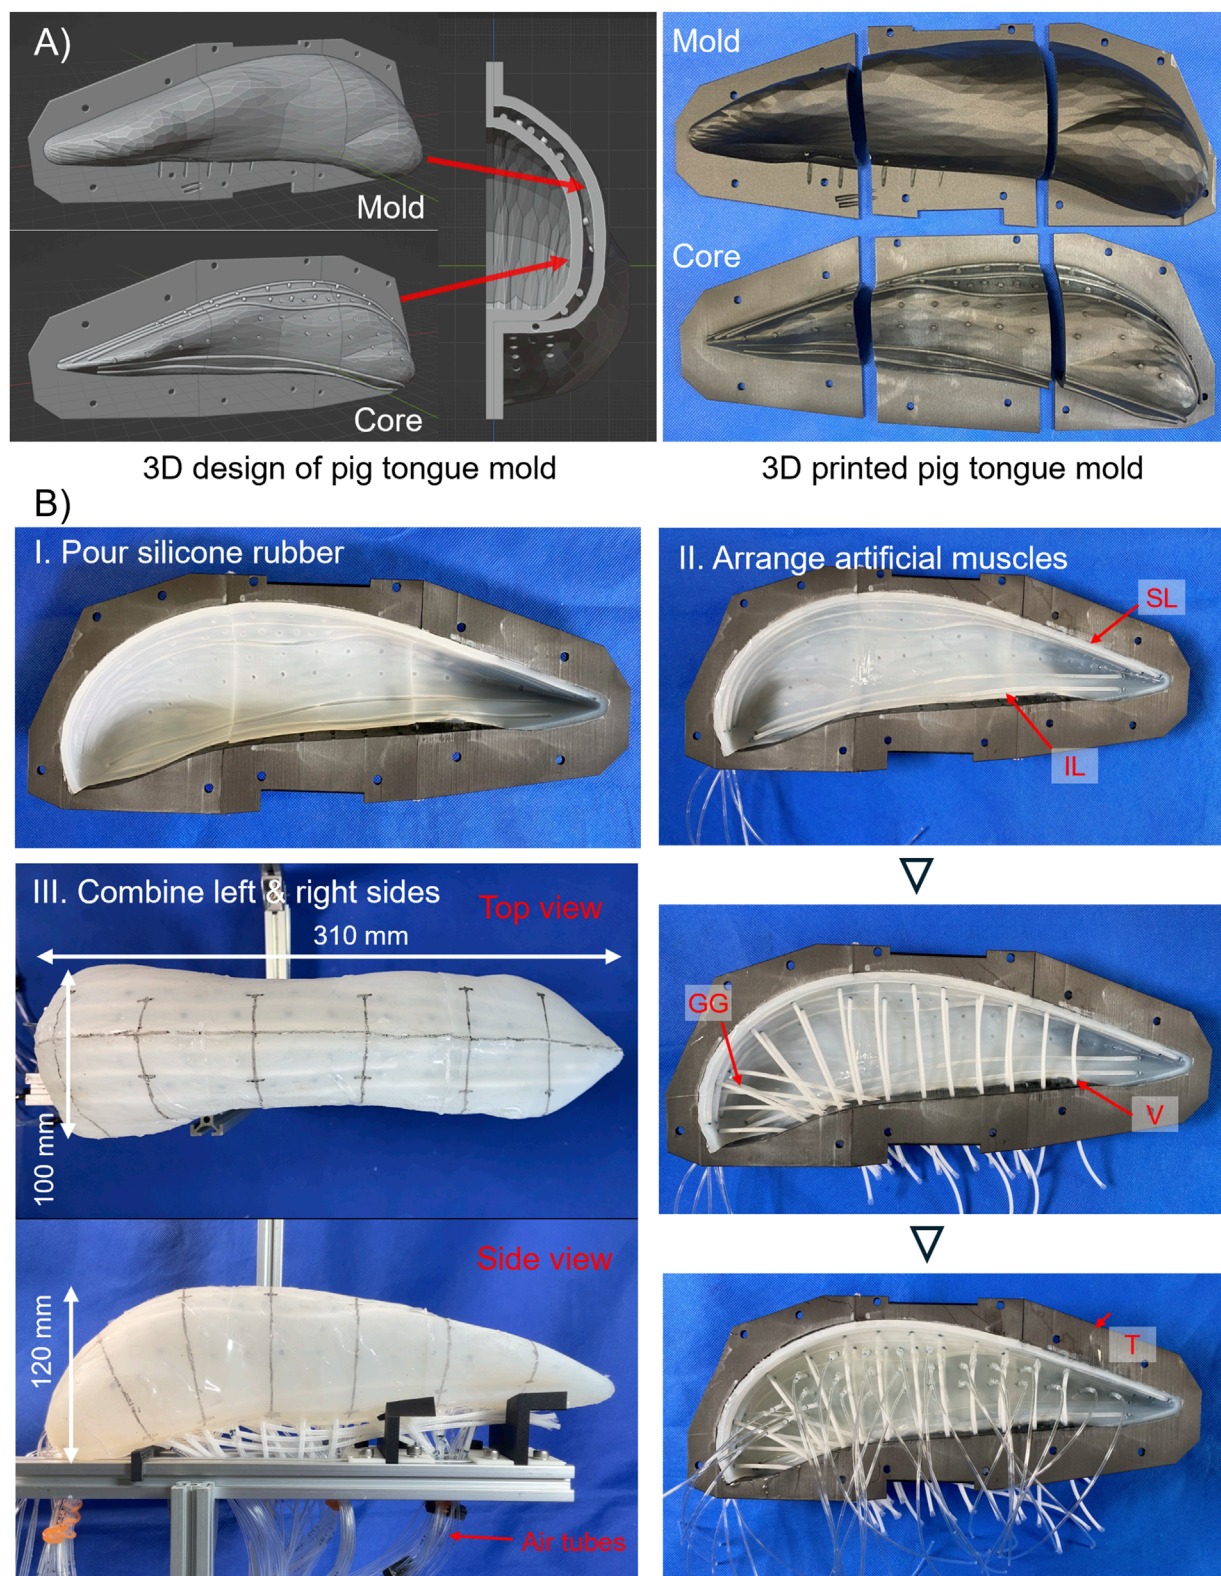 A)
Mold
Core
3D design of pig tongue mold
Mold
Core
3D printed pig tongue mold
B)
I. Pour silicone rubber
II. Arrange artificial muscles
SL
IL
GG
V
T
III. Combine left & right sides
Top view
310 mm
100 mm
Side view
120 mm
Air tubes